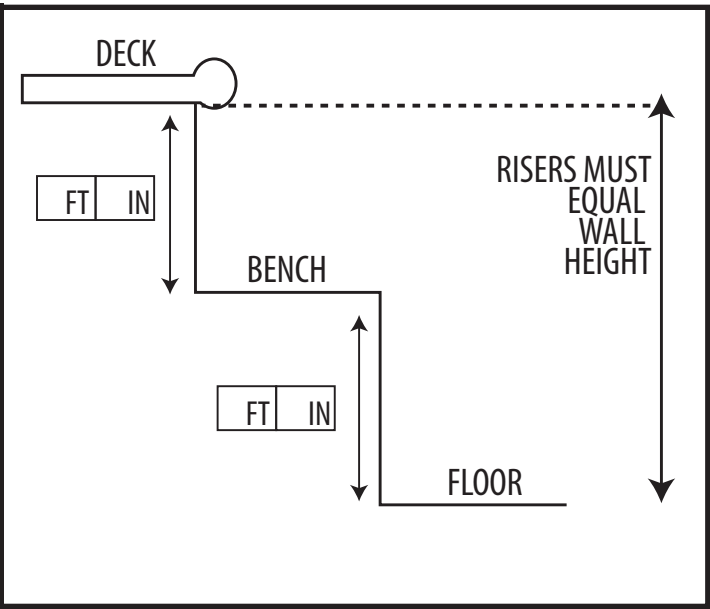 DECK
RISERS MUST
EQUAL
WALL
HEIGHT
FT IN
BENCH
FT IN
FLOOR